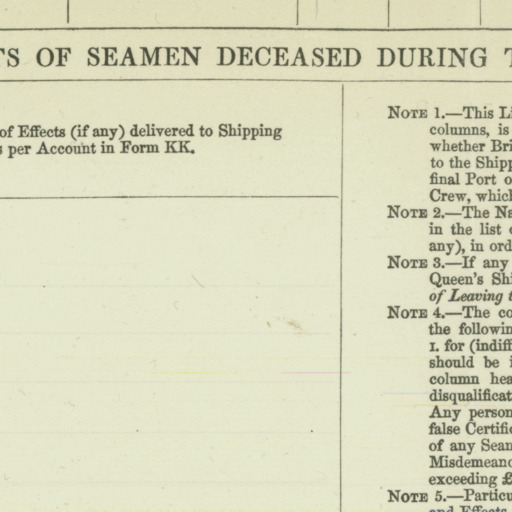 TS OF SEAMEN DECEASED DURING
of Effects (if any) delivered to Shipping
s per Account in Form KK.
NOTE 1.—This Li
columns, is
whether Bri
to the Shipp
final Port o
Crew, which
NOTE 2.—The Na
in the list
any), in ord
NOTE 3.—If any
Queen's Shi
of Leaving t
NOTE 4.—The co
the followin
I. for (indiff
should be i
column hea
disqualificat
Any person
false Certific
of any Sean
Misdemeano
exceeding £
NOTE 5.—Particu
and Effects